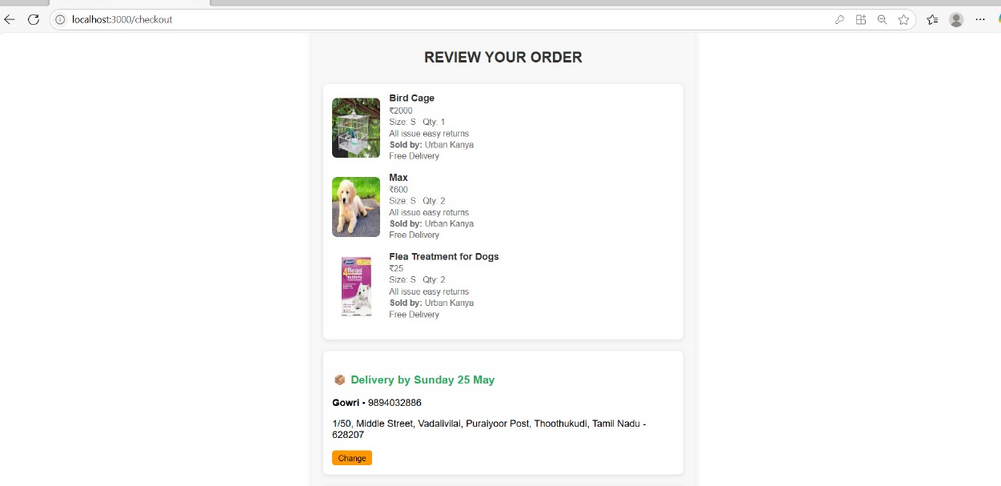 localhost:3000/checkout
REVIEW YOUR ORDER
Bird Cage
₹2000
Size: S Qty: 1
All issue easy returns
Sold by: Urban Kanya
Free Delivery
Max
₹600
Size: S Qty: 2
All issue easy returns
Sold by: Urban Kanya
Free Delivery
Flea Treatment for Dogs
₹25
Size: S Qty: 2
All issue easy returns
Sold by: Urban Kanya
Free Delivery
Delivery by Sunday 25 May
Gowri • 9894032886
1/50, Middle Street, Vadalivilai, Puraiyoor Post, Thoothukudi, Tamil Nadu -
628207
Change